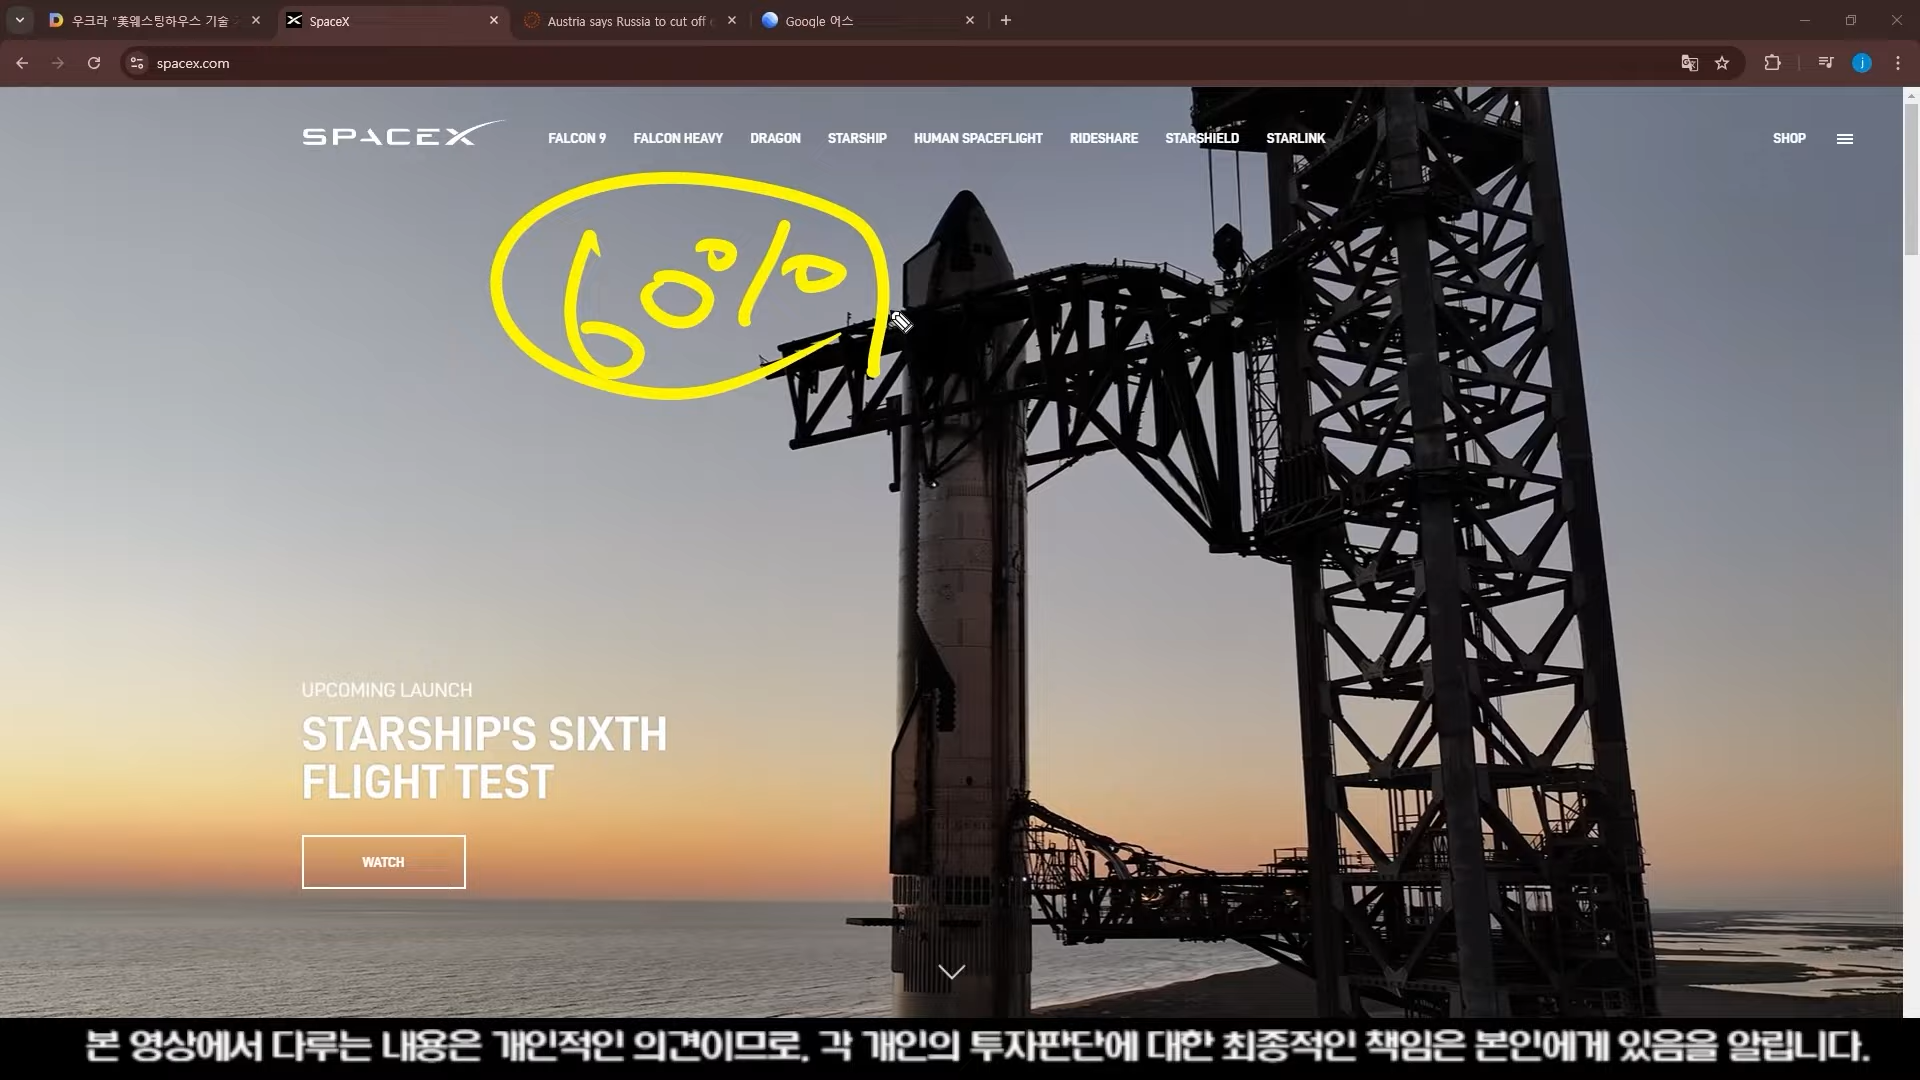 우크라 "美웨스팅하우스 기술
SpaceX
Austria says Russia to cut off
Google 어스
spacex.com
j
SPACEX
FALCON 9
FALCON HEAVY
DRAGON
STARSHIP
HUMAN SPACEFLIGHT
RIDESHARE
STARSHIELD
STARLINK
SHOP
60%
UPCOMING LAUNCH
STARSHIP'S SIXTH
FLIGHT TEST
WATCH
본 영상에서 다루는 내용은 개인적인 의견이므로, 각 개인의 투자판단에 대한 최종적인 책임은 본인에게 있음을 알립니다.